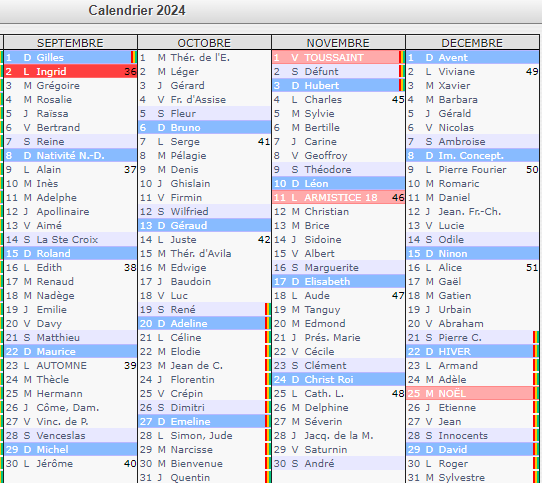 Calendrier 2024
SEPTEMBRE
1 D Gilles
2 L Ingrid 36
3 M Grégoire
4 M Rosalie
5 J Raïssa
6 V Bertrand
7 S Reine
8 D Nativité N.-D.
9 L Alain 37
10 M Inès
11 M Adelphe
12 J Apollinaire
13 V Aimé
14 S La Ste Croix
15 D Roland
16 L Edith 38
17 M Renaud
18 M Nadège
19 J Emilie
20 V Davy
21 S Matthieu
22 D Maurice
23 L AUTOMNE 39
24 M Thècle
25 M Hermann
26 J Côme, Dam.
27 V Vinc. de P.
28 S Venceslas
29 D Michel
30 L Jérôme 40
OCTOBRE
1 M Thér. de l'E.
2 M Léger
3 J Gérard
4 V Fr. d'Assise
5 S Fleur
6 D Bruno
7 L Serge 41
8 M Pélagie
9 M Denis
10 J Ghislain
11 V Firmin
12 S Wilfried
13 D Géraud
14 L Juste 42
15 M Thér. d'Avila
16 M Edwige
17 J Baudoin
18 V Luc
19 S René
20 D Adeline
21 L Céline
22 M Elodie
23 M Jean de C.
24 J Florentin
25 V Crépin
26 S Dimitri
27 D Emeline
28 L Simon, Jude
29 M Narcisse
30 M Bienvenue
31 J Quentin
NOVEMBRE
1 V TOUSSAINT
2 S Défunt
3 D Hubert
4 L Charles 45
5 M Sylvie
6 M Bertille
7 J Carine
8 V Geoffroy
9 S Théodore
10 D Léon
11 L ARMISTICE 18 46
12 M Christian
13 M Brice
14 J Sidoine
15 V Albert
16 S Marguerite
17 D Elisabeth
18 L Aude 47
19 M Tanguy
20 M Edmond
21 J Prés. Marie
22 V Cécile
23 S Clément
24 D Christ Roi
25 L Cath. L. 48
26 M Delphine
27 M Séverin
28 J Jacq. de la M.
29 V Saturnin
30 S André
DECEMBRE
1 D Avent
2 L Viviane 49
3 M Xavier
4 M Barbara
5 J Gérald
6 V Nicolas
7 S Ambroise
8 D Im. Concept.
9 L Pierre Fourier 50
10 M Romaric
11 M Daniel
12 J Jean. Fr.-Ch.
13 V Lucie
14 S Odile
15 D Ninon
16 L Alice 51
17 M Gaël
18 M Gatien
19 J Urbain
20 V Abraham
21 S Pierre C.
22 D HIVER
23 L Armand
24 M Adèle
25 M NOËL
26 J Etienne
27 V Jean
28 S Innocents
29 D David
30 L Roger
31 M Sylvestre